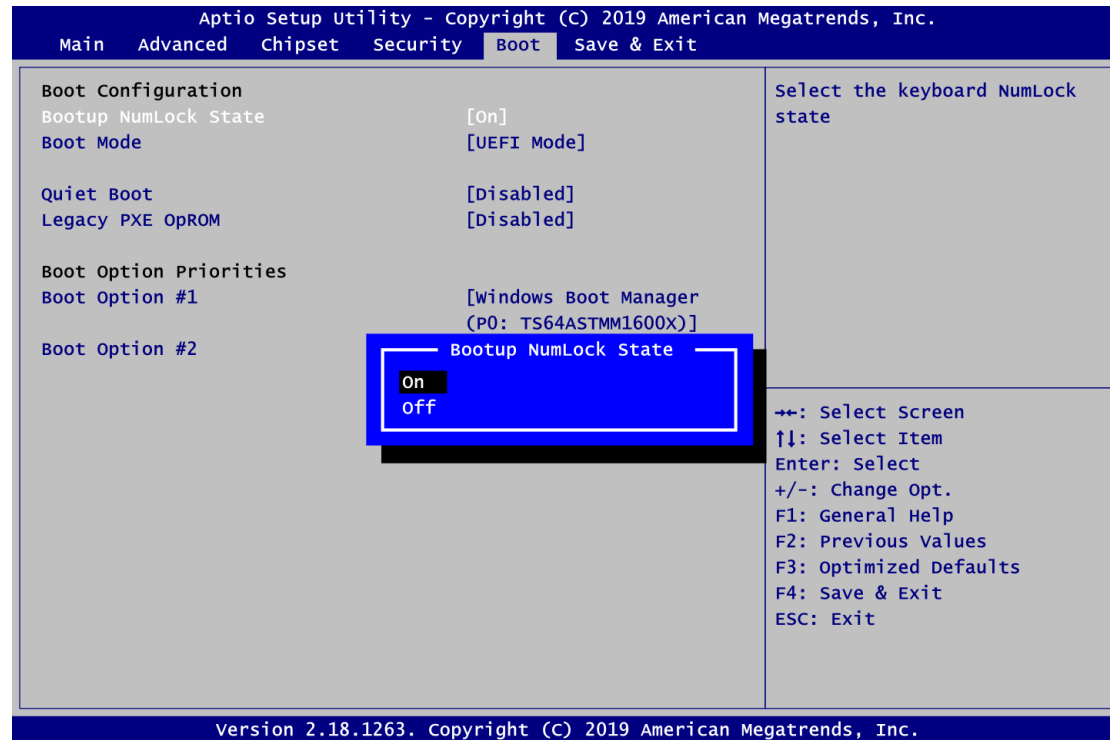 Aptio Setup Utility - Copyright (C) 2019 American Megatrends, Inc.
Main Advanced Chipset Security Boot Save & Exit
Boot Configuration
Bootup NumLock State [On]
Boot Mode [UEFI Mode]
Quiet Boot [Disabled]
Legacy PXE OpROM [Disabled]
Boot Option Priorities
Boot Option #1 [Windows Boot Manager
(P0: TS64ASTMM1600X)]
Boot Option #2
Bootup NumLock State
On
Off
Select the keyboard NumLock
state
→←: Select Screen
↑↓: Select Item
Enter: Select
+/-: Change Opt.
F1: General Help
F2: Previous Values
F3: Optimized Defaults
F4: Save & Exit
ESC: Exit
Version 2.18.1263. Copyright (C) 2019 American Megatrends, Inc.